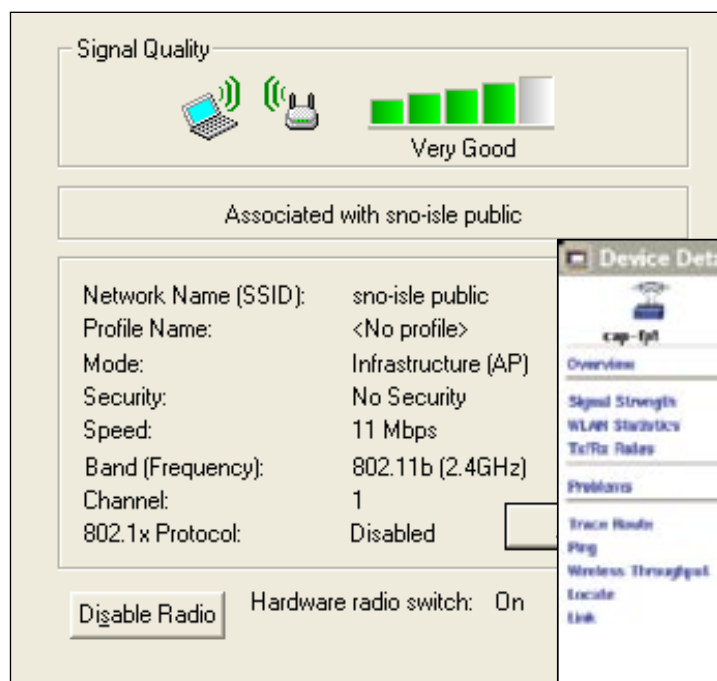 Signal Quality
Very Good
Associated with sno-isle public
Network Name (SSID): sno-isle public
Profile Name: <No profile>
Mode: Infrastructure (AP)
Security: No Security
Speed: 11 Mbps
Band (Frequency): 802.11b (2.4GHz)
Channel: 1
802.1x Protocol: Disabled
Disable Radio
Hardware radio switch: On
Device Deta
Overview
Signal Strength
WLAN Statistics
Tx/Rx Rates
Problems
Trace Route
Ping
Wireless Throughput
Locate
Link